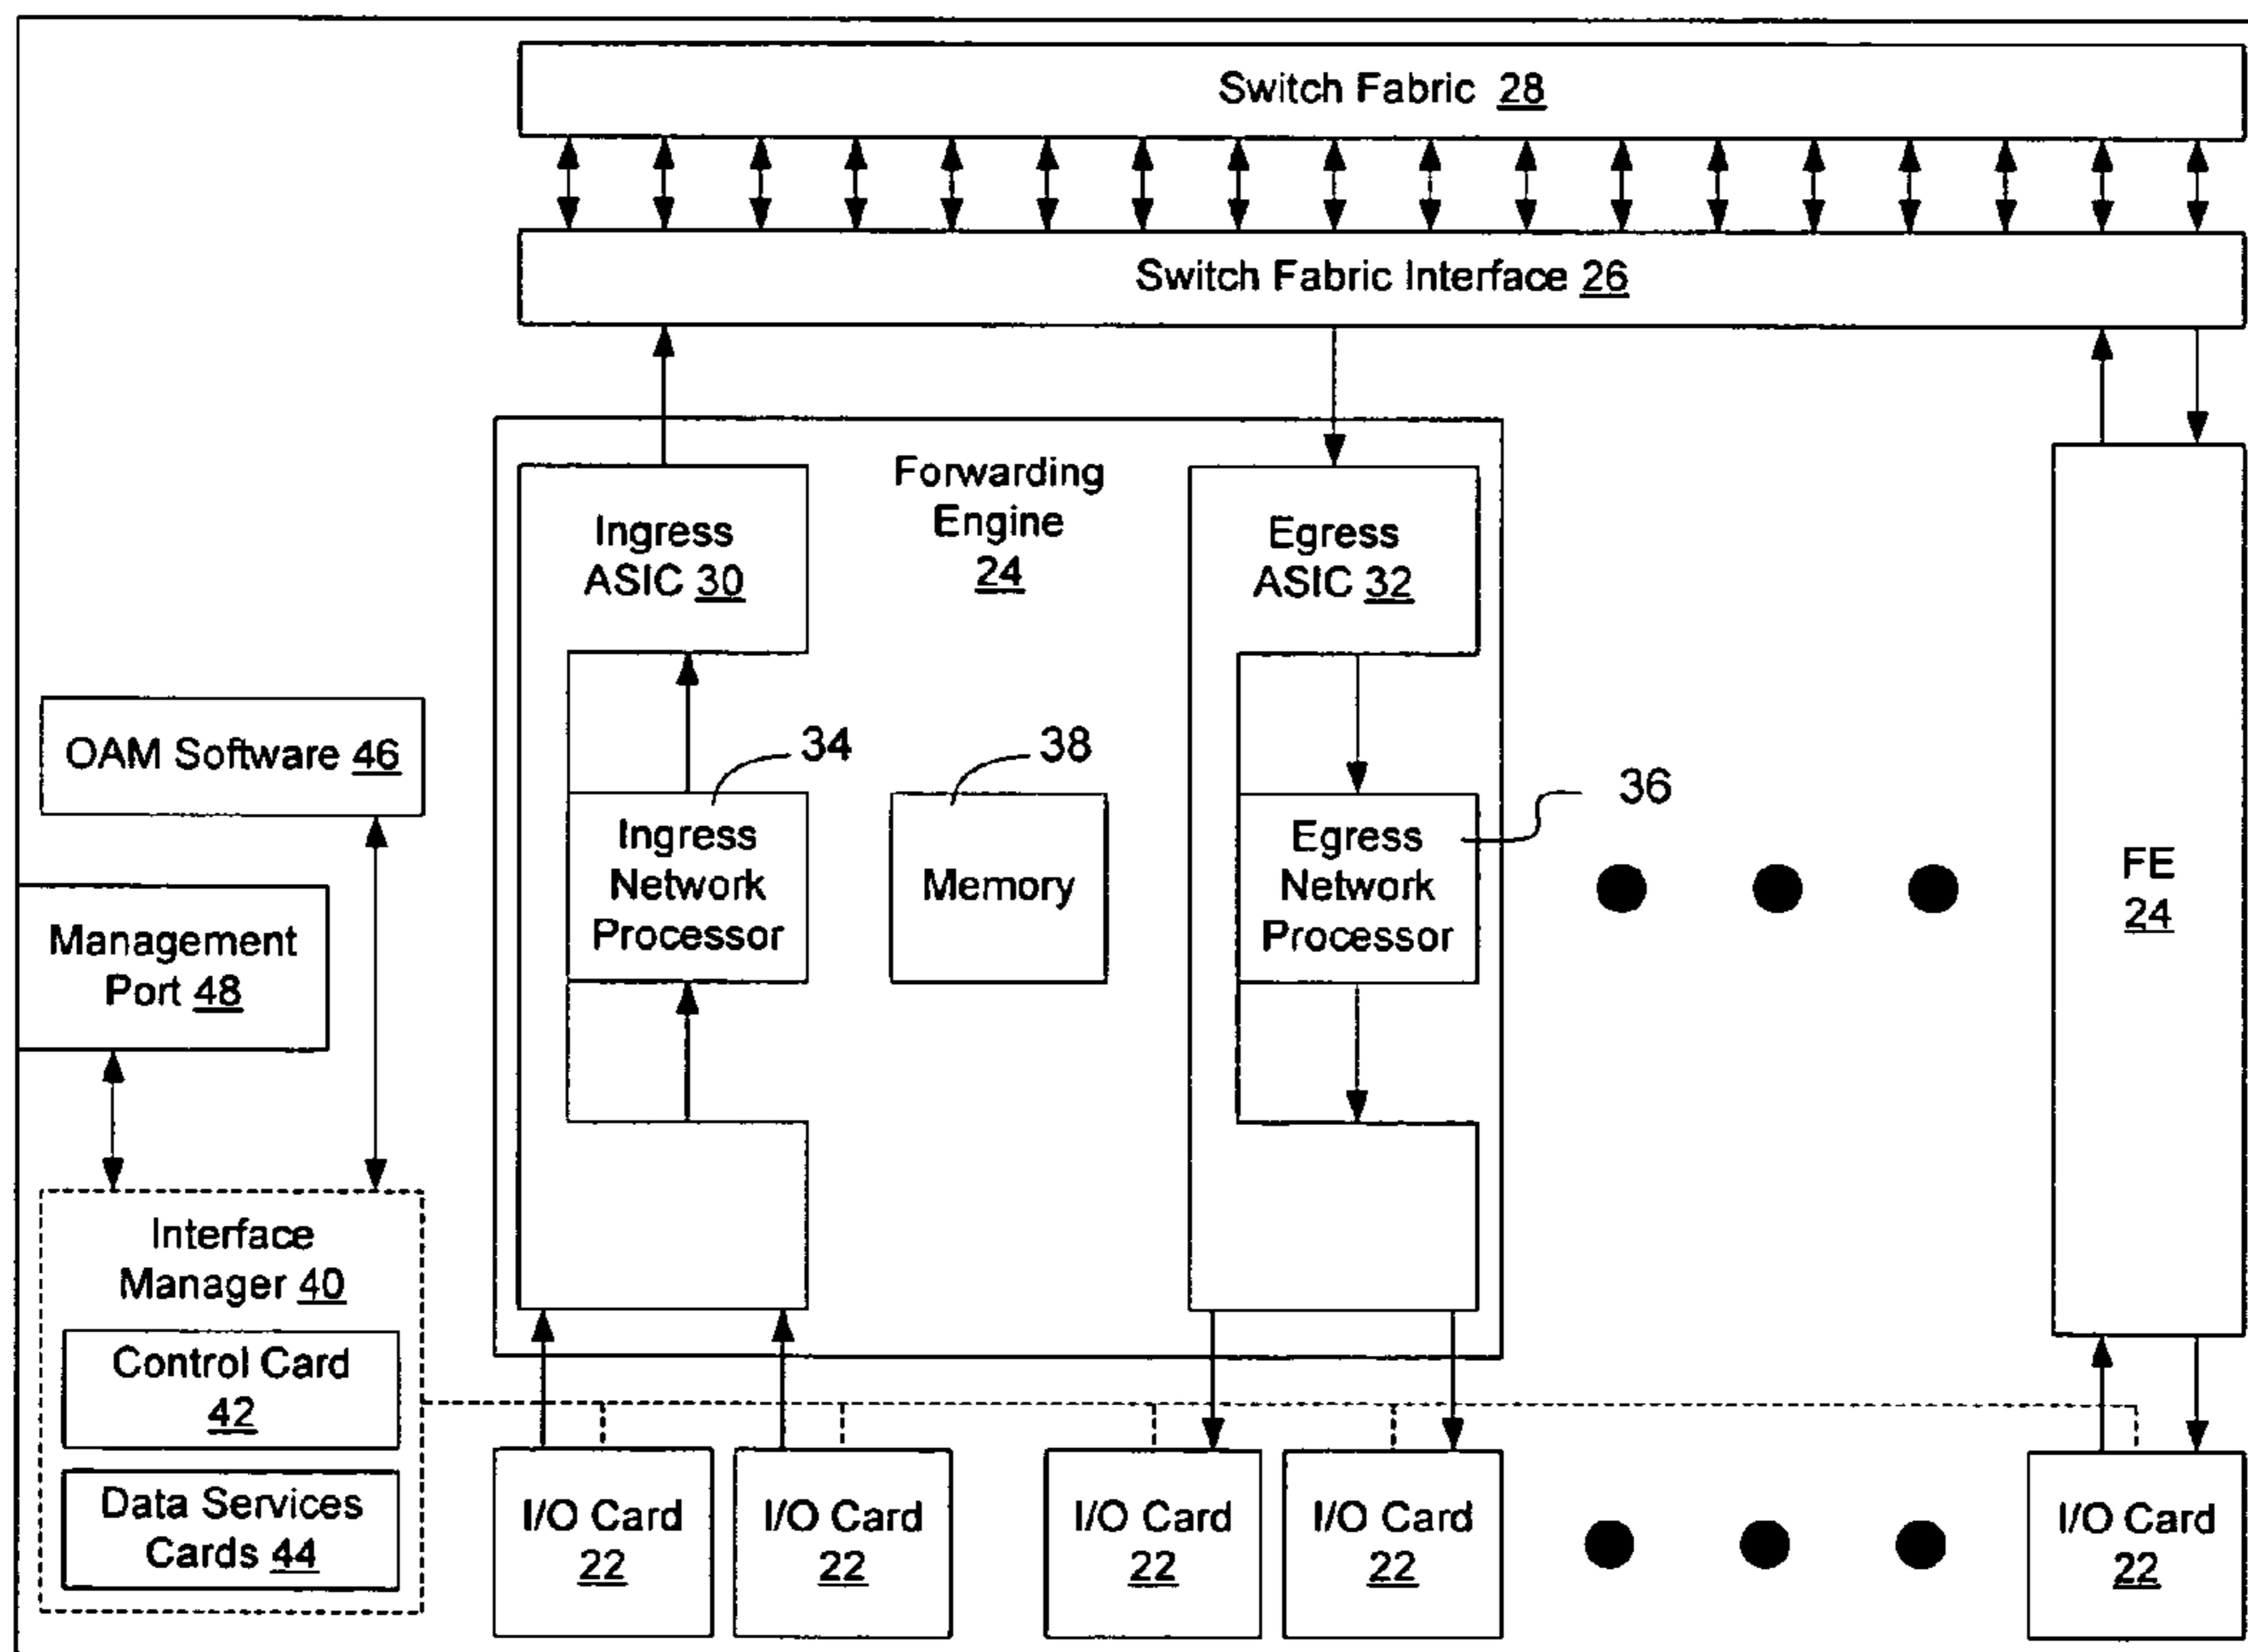 Switch Fabric 28
Switch Fabric Interface 26
Forwarding
Engine
24
Ingress
ASIC 30
Egress
ASIC 32
34
38
36
Ingress
Network
Processor
Memory
Egress
Network
Processor
FE
24
OAM Software 46
Management
Port 48
Interface
Manager 40
Control Card
42
Data Services
Cards 44
I/O Card
22
I/O Card
22
I/O Card
22
I/O Card
22
I/O Card
22